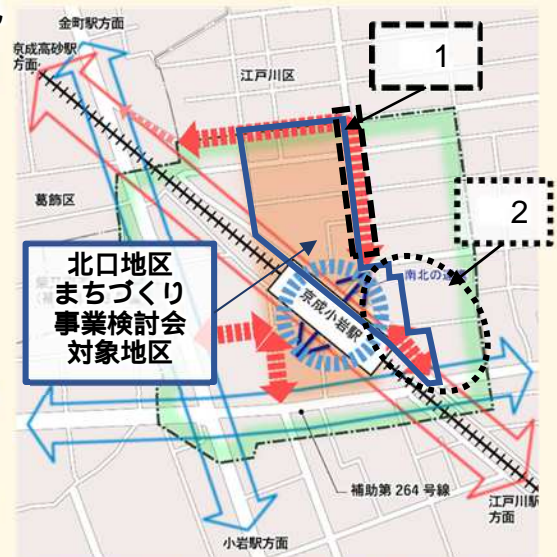 金町駅方面
京成高砂駅
方面
江戸川区
1
葛飾区
2
北口地区
まちづくり
事業検討会
対象地区
南北の
京成小岩駅
補助第264号線
江戸川駅
方面
小岩駅方面